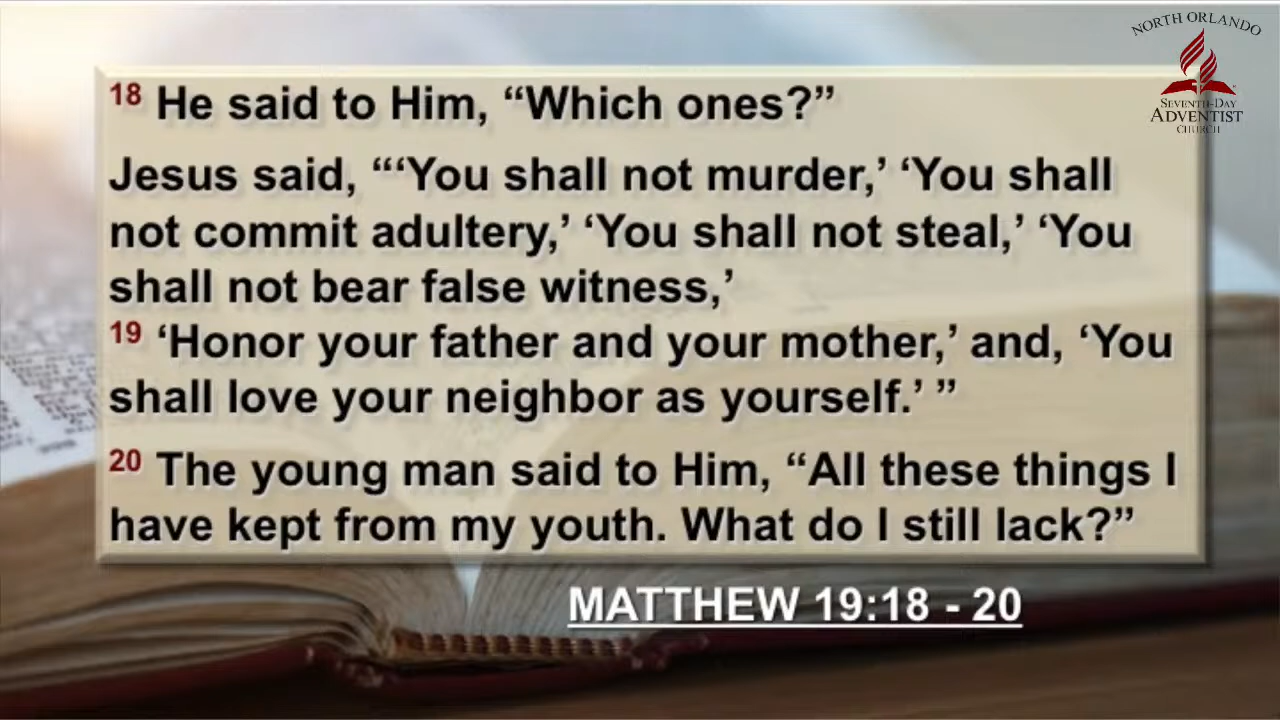 NORTH ORLANDO
SEVENTH-DAY
ADVENTIST
CHURCH
18 He said to Him, “Which ones?”
Jesus said, “‘You shall not murder,’ ‘You shall
not commit adultery,’ ‘You shall not steal,’ ‘You
shall not bear false witness,’
19 ‘Honor your father and your mother,’ and, ‘You
shall love your neighbor as yourself.’ ”
20 The young man said to Him, “All these things I
have kept from my youth. What do I still lack?”
MATTHEW 19:18 - 20